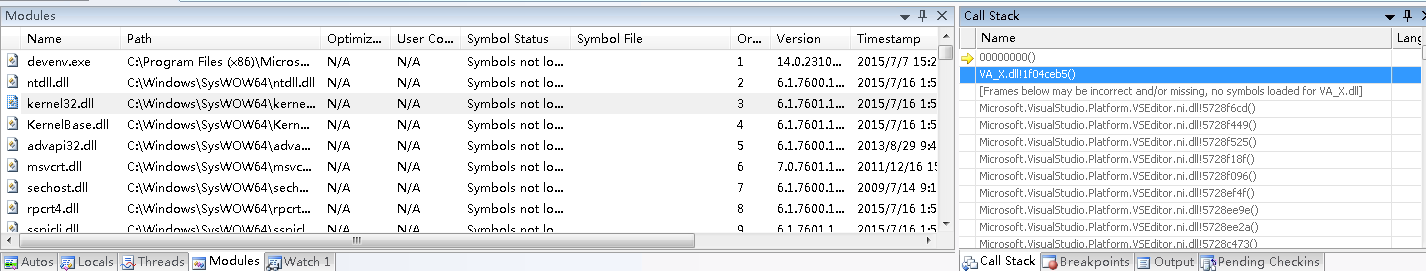 Modules
Name Path Optimiz... User Co... Symbol Status Symbol File Or... Version Timestamp
devenv.exe C:\Program Files (x86)\Micros... N/A N/A Symbols not lo... 1 14.0.2310... 2015/7/7 15:2
ntdll.dll C:\Windows\SysWOW64\ntdll.dll N/A N/A Symbols not lo... 2 6.1.7601.1... 2015/7/16 1:5
kernel32.dll C:\Windows\SysWOW64\kerne... N/A N/A Symbols not lo... 3 6.1.7601.1... 2015/7/16 1:5
KernelBase.dll C:\Windows\SysWOW64\Kern... N/A N/A Symbols not lo... 4 6.1.7601.1... 2015/7/16 1:5
advapi32.dll C:\Windows\SysWOW64\adva... N/A N/A Symbols not lo... 5 6.1.7600.1... 2013/8/29 9:4
msvcrt.dll C:\Windows\SysWOW64\msvc... N/A N/A Symbols not lo... 6 7.0.7601.1... 2011/12/16 15
sechost.dll C:\Windows\SysWOW64\sech... N/A N/A Symbols not lo... 7 6.1.7600.1... 2009/7/14 9:1
rpcrt4.dll C:\Windows\SysWOW64\rpcrt... N/A N/A Symbols not lo... 8 6.1.7600.1... 2015/7/16 1:5
sspicli.dll C:\Windows\SysWOW64\sspicl... N/A N/A Symbols not lo... 9 6.1.7601.1... 2015/7/16 1:5
Autos Locals Threads Modules Watch 1
Call Stack
Name Lang
00000000()
VA_X.dll!1f04ceb5()
[Frames below may be incorrect and/or missing, no symbols loaded for VA_X.dll]
Microsoft.VisualStudio.Platform.VSEditor.ni.dll!5728f6cd()
Microsoft.VisualStudio.Platform.VSEditor.ni.dll!5728f449()
Microsoft.VisualStudio.Platform.VSEditor.ni.dll!5728f525()
Microsoft.VisualStudio.Platform.VSEditor.ni.dll!5728f18f()
Microsoft.VisualStudio.Platform.VSEditor.ni.dll!5728f096()
Microsoft.VisualStudio.Platform.VSEditor.ni.dll!5728ef4f()
Microsoft.VisualStudio.Platform.VSEditor.ni.dll!5728ee9e()
Microsoft.VisualStudio.Platform.VSEditor.ni.dll!5728ee2a()
Microsoft.VisualStudio.Platform.VSEditor.ni.dll!5728c473()
Call Stack Breakpoints Output Pending Checkins